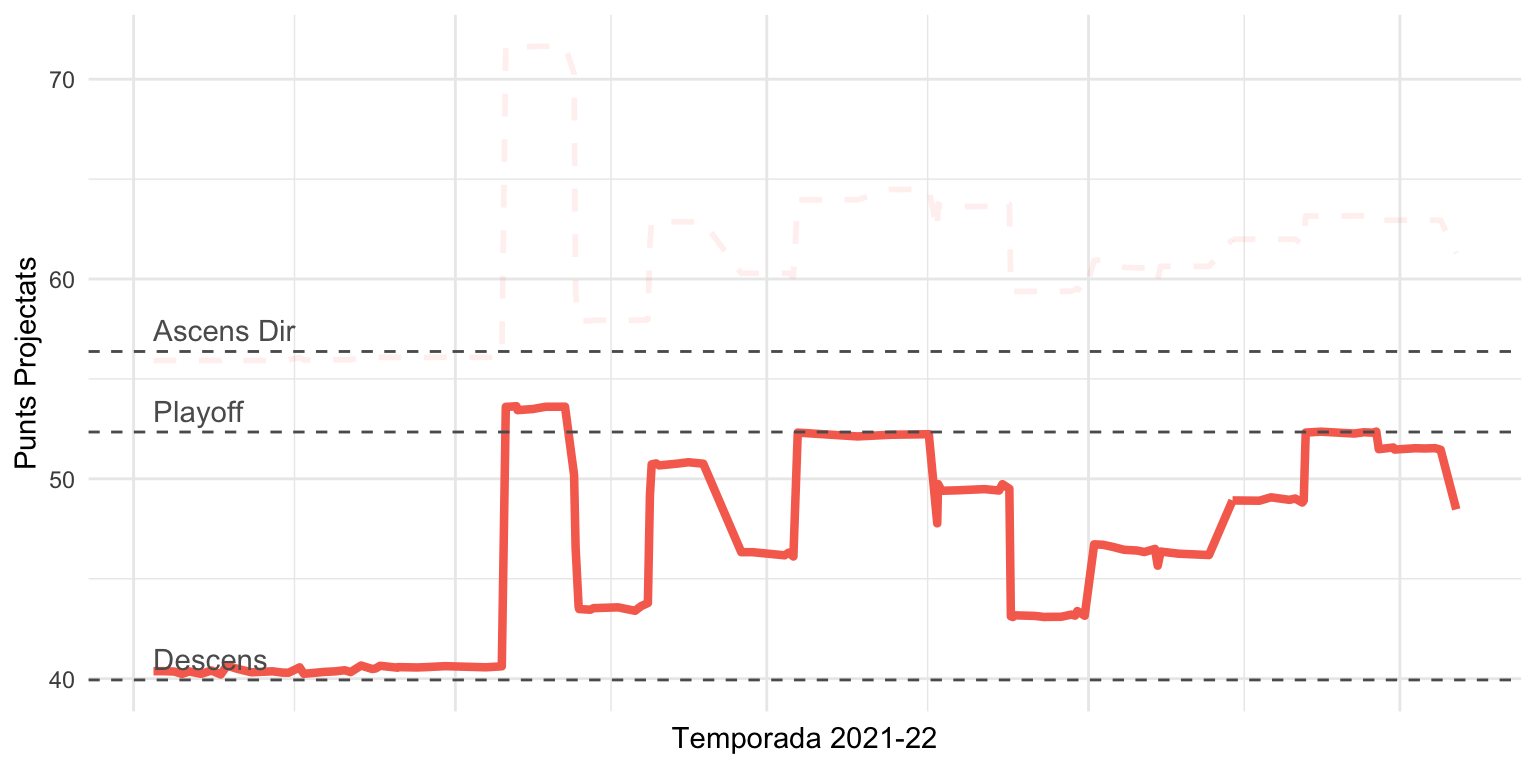 70
60
50
40
Punts Projectats
Ascens Dir
Playoff
Descens
Temporada 2021-22